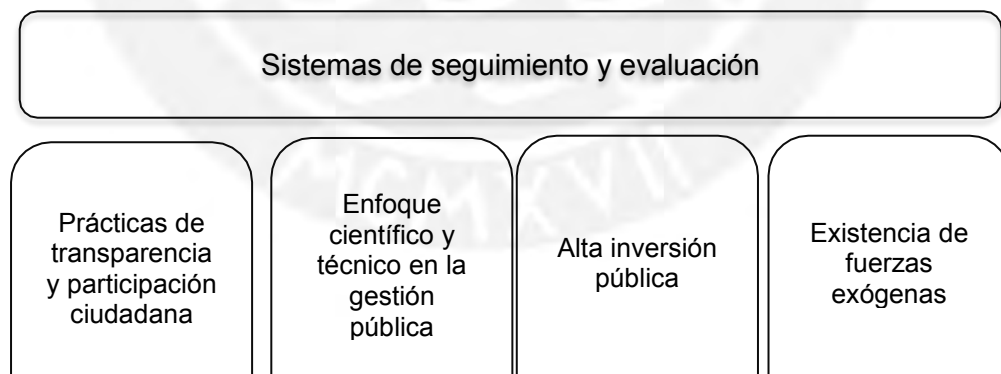 Sistemas de seguimiento y evaluación
Prácticas de
transparencia
y participación
ciudadana
Enfoque
científico y
técnico en la
gestión
pública
Alta inversión
pública
Existencia de
fuerzas
exógenas
MCMXVII